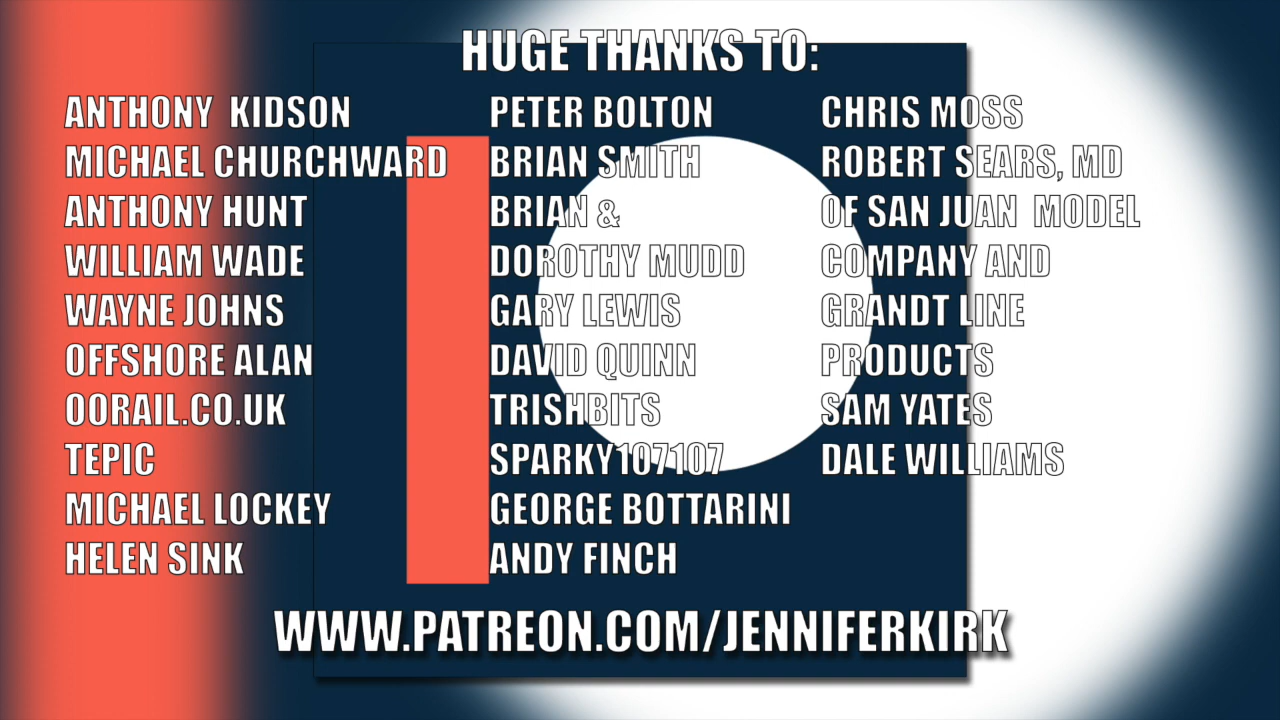 HUGE THANKS TO:
ANTHONY KIDSON
MICHAEL CHURCHWARD
ANTHONY HUNT
WILLIAM WADE
WAYNE JOHNS
OFFSHORE ALAN
OORAIL.CO.UK
TEPIC
MICHAEL LOCKEY
HELEN SINK
PETER BOLTON
BRIAN SMITH
BRIAN &
DOROTHY MUDD
GARY LEWIS
DAVID QUINN
TRISHBITS
SPARKY107107
GEORGE BOTTARINI
ANDY FINCH
CHRIS MOSS
ROBERT SEARS, MD
OF SAN JUAN MODEL
COMPANY AND
GRANDT LINE
PRODUCTS
SAM YATES
DALE WILLIAMS
WWW.PATREON.COM/JENNIFERKIRK